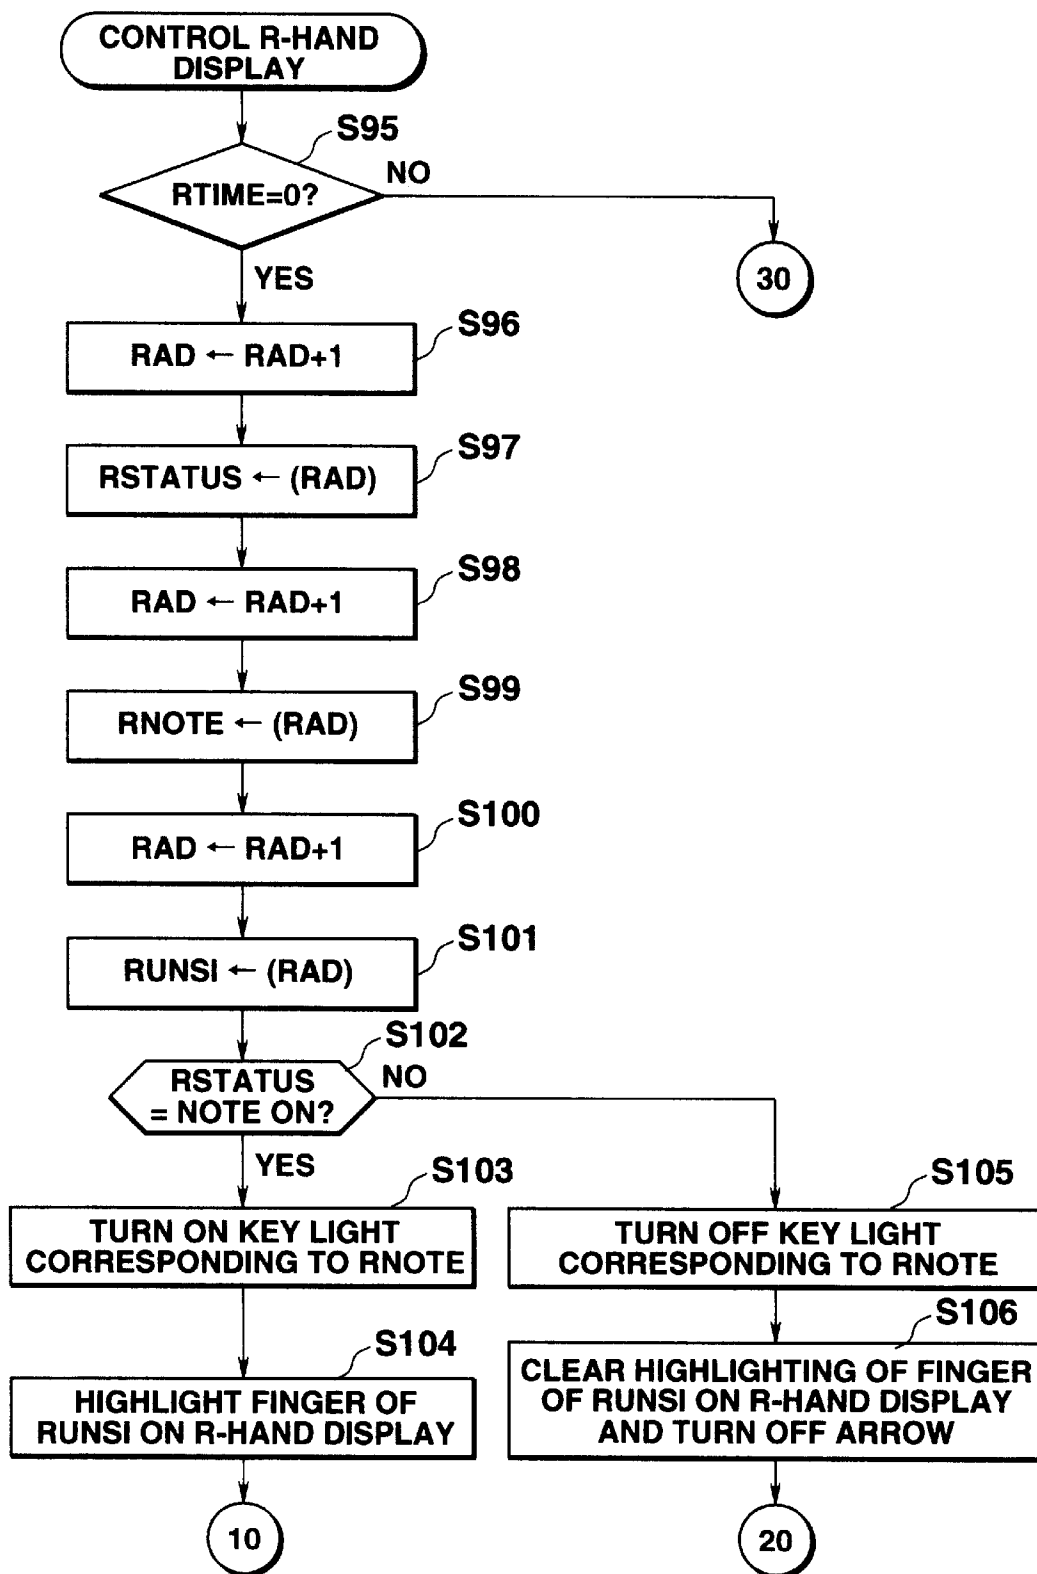 CONTROL R-HAND
DISPLAY
S95
RTIME=0?
NO
30
YES
S96
RAD ← RAD+1
S97
RSTATUS ← (RAD)
S98
RAD ← RAD+1
S99
RNOTE ← (RAD)
S100
RAD ← RAD+1
S101
RUNSI ← (RAD)
S102
RSTATUS
= NOTE ON?
NO
YES
S103
TURN ON KEY LIGHT
CORRESPONDING TO RNOTE
S105
TURN OFF KEY LIGHT
CORRESPONDING TO RNOTE
S104
HIGHLIGHT FINGER OF
RUNSI ON R-HAND DISPLAY
S106
CLEAR HIGHLIGHTING OF FINGER
OF RUNSI ON R-HAND DISPLAY
AND TURN OFF ARROW
10
20